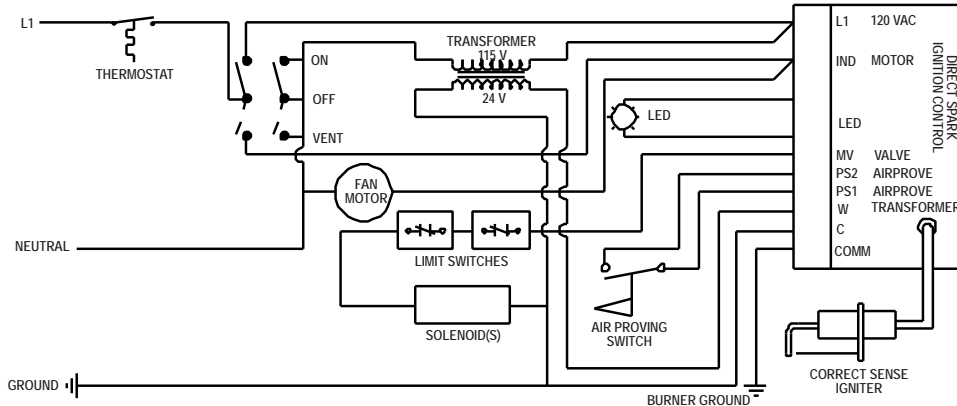 L1
THERMOSTAT
ON
OFF
VENT
TRANSFORMER
115 V
24 V
LED
FAN
MOTOR
NEUTRAL
LIMIT SWITCHES
SOLENOID(S)
AIR PROVING
SWITCH
GROUND
BURNER GROUND
L1 120 VAC
IND MOTOR
LED
MV VALVE
PS2 AIRPROVE
PS1 AIRPROVE
W TRANSFORMER
C
COMM
DIRECT SPARK
IGNITION CONTROL
CORRECT SENSE
IGNITER